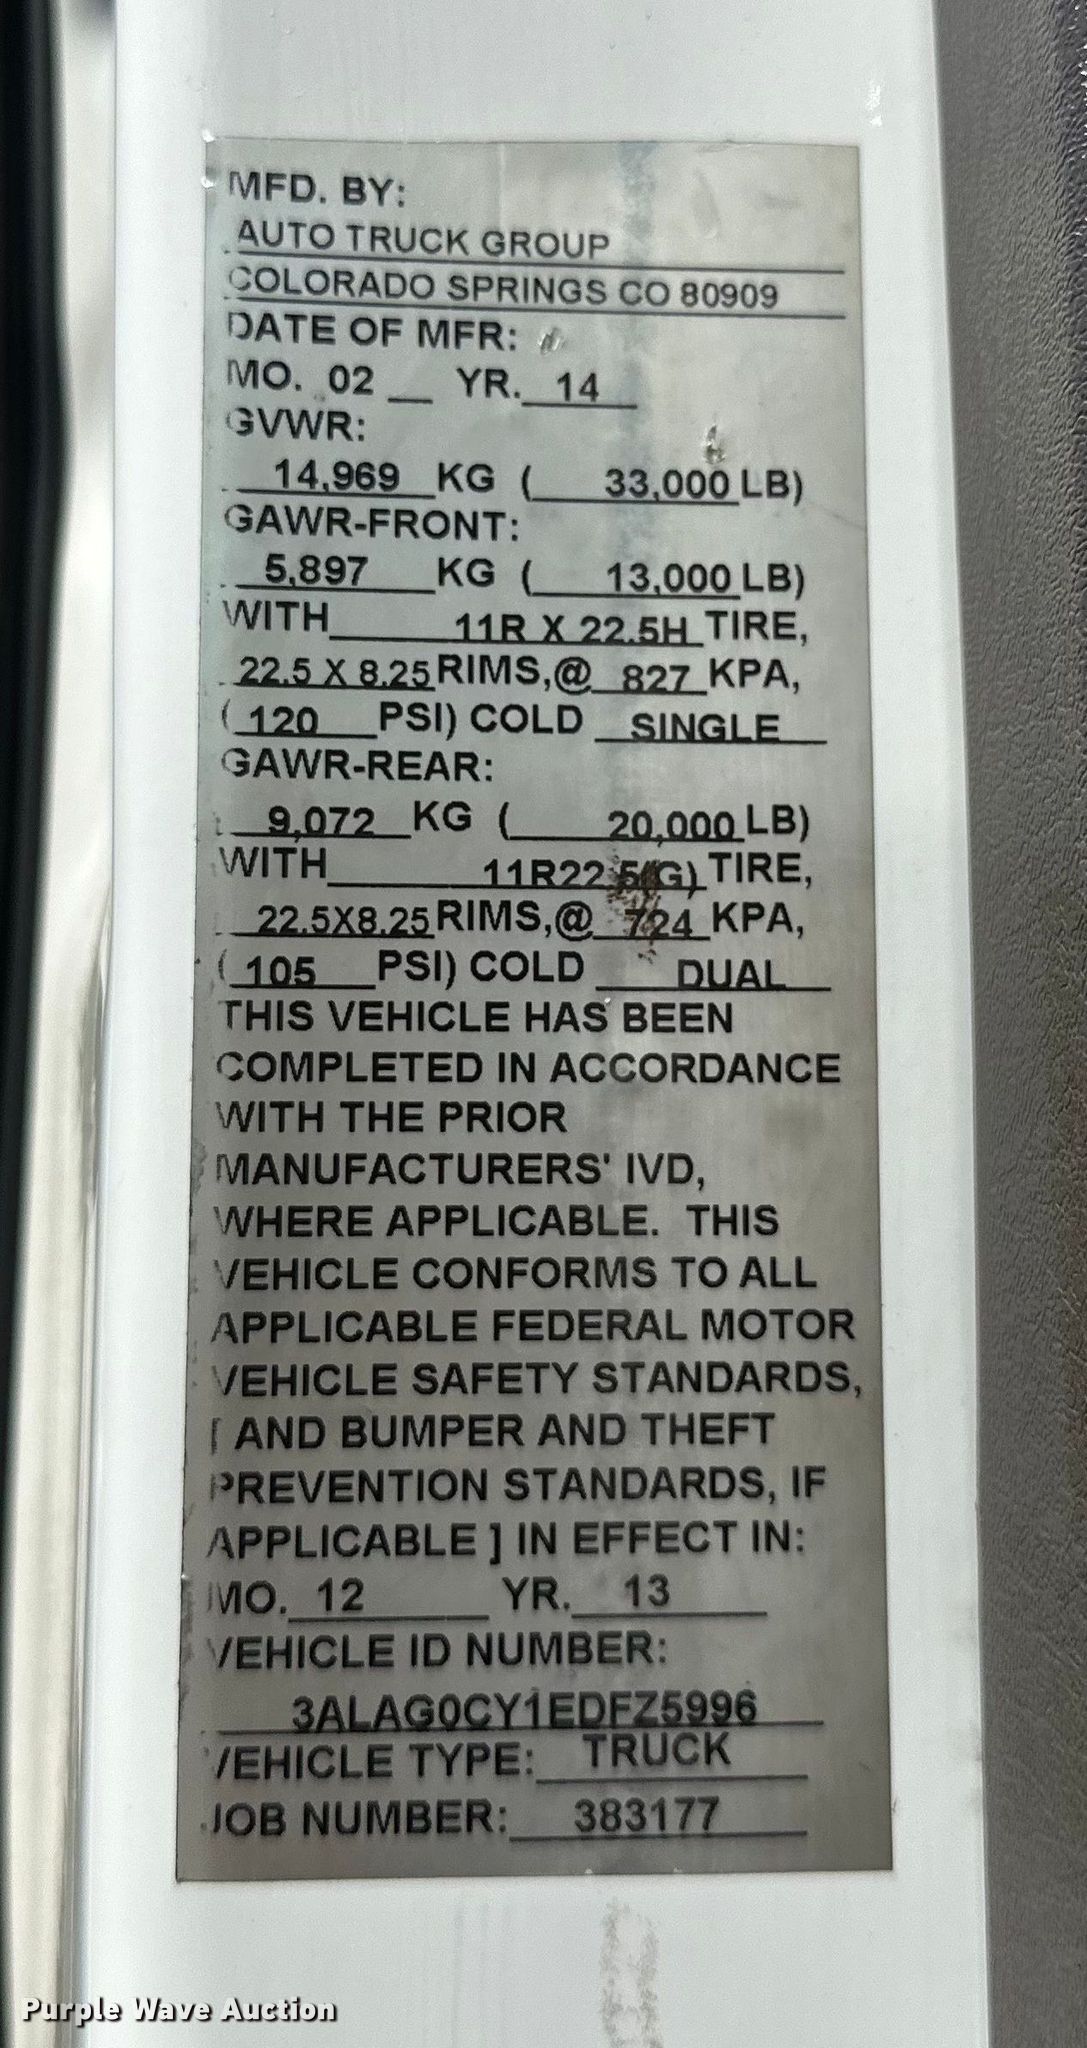 MFD. BY:
AUTO TRUCK GROUP
COLORADO SPRINGS CO 80909
DATE OF MFR:
MO. 02 __ YR. 14
GVWR:
14,969 KG ( 33,000 LB)
GAWR-FRONT:
5,897 KG ( 13,000 LB)
WITH 11R X 22.5H TIRE,
22.5 X 8.25 RIMS,@ 827 KPA,
( 120 PSI) COLD SINGLE
GAWR-REAR:
9,072 KG ( 20,000 LB)
WITH 11R22.5(G) TIRE,
22.5X8.25 RIMS,@ 724 KPA,
( 105 PSI) COLD DUAL
THIS VEHICLE HAS BEEN
COMPLETED IN ACCORDANCE
WITH THE PRIOR
MANUFACTURERS' IVD,
WHERE APPLICABLE. THIS
VEHICLE CONFORMS TO ALL
APPLICABLE FEDERAL MOTOR
VEHICLE SAFETY STANDARDS,
[ AND BUMPER AND THEFT
PREVENTION STANDARDS, IF
APPLICABLE ] IN EFFECT IN:
MO. 12 YR. 13
VEHICLE ID NUMBER:
3ALAG0CY1EDFZ5996
VEHICLE TYPE: TRUCK
JOB NUMBER: 383177
Purple Wave Auction